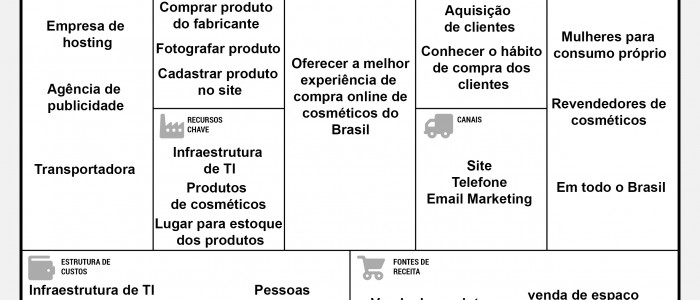 Empresa de
hosting
Agência de
publicidade
Transportadora
Comprar produto
do fabricante
Fotografar produto
Cadastrar produto
no site
RECURSOS
CHAVE
Infraestrutura
de TI
Produtos
de cosméticos
Lugar para estoque
dos produtos
Oferecer a melhor
experiência de
compra online de
cosméticos do
Brasil
Aquisição
de clientes
Conhecer o hábito
de compra dos
clientes
CANAIS
Site
Telefone
Email Marketing
Mulheres para
consumo próprio
Revendedores de
cosméticos
Em todo o Brasil
ESTRUTURA DE
CUSTOS
Infraestrutura de TI
Pessoas
FONTES DE
RECEITA
venda de espaço